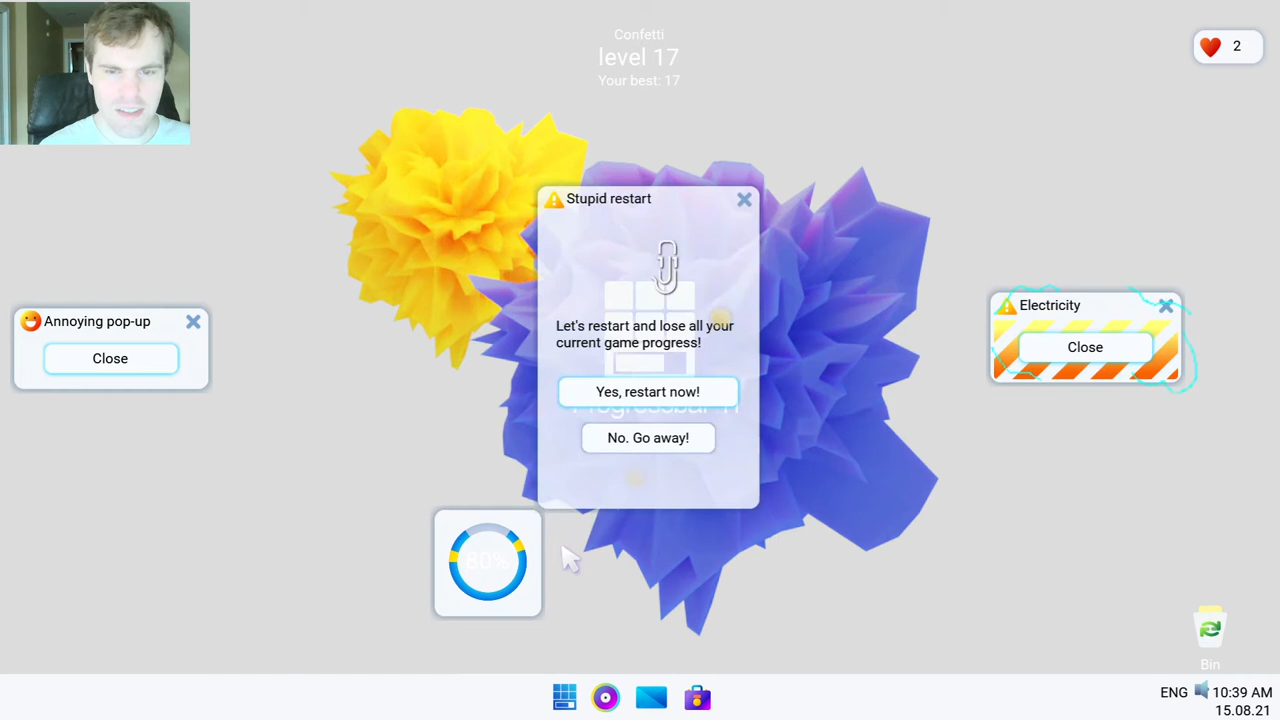 Confetti
level 17
Your best: 17
2
Stupid restart
Let's restart and lose all your
current game progress!
Yes, restart now!
No. Go away!
Annoying pop-up
Close
Electricity
Close
80%
Bin
ENG 10:39 AM
15.08.21